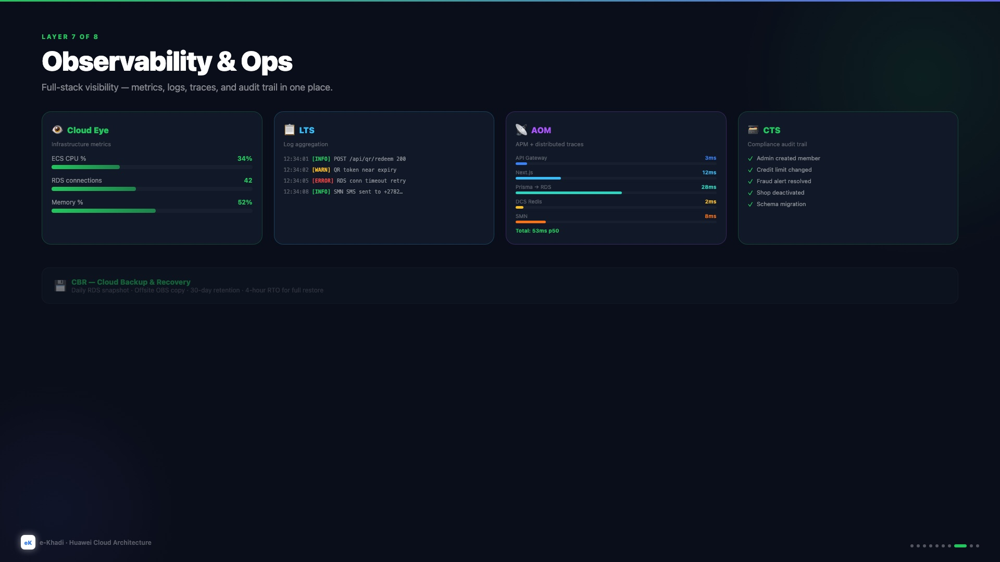 LAYER 7 OF 8
Observability & Ops
Full-stack visibility — metrics, logs, traces, and audit trail in one place.
Cloud Eye
Infrastructure metrics
ECS CPU % 34%
RDS connections 42
Memory % 52%
LTS
Log aggregation
12:34:01 [INFO] POST /api/qr/redeem 200
12:34:02 [WARN] QR token near expiry
12:34:05 [ERROR] RDS conn timeout retry
12:34:08 [INFO] SMN SMS sent to +2782…
AOM
APM + distributed traces
API Gateway 3ms
Next.js 12ms
Prisma → RDS 28ms
DCS Redis 2ms
SMN 8ms
Total: 53ms p50
CTS
Compliance audit trail
✓ Admin created member
✓ Credit limit changed
✓ Fraud alert resolved
✓ Shop deactivated
✓ Schema migration
CBR — Cloud Backup & Recovery
Daily RDS snapshot · Offsite OBS copy · 30-day retention · 4-hour RTO for full restore
eK e-Khadi · Huawei Cloud Architecture